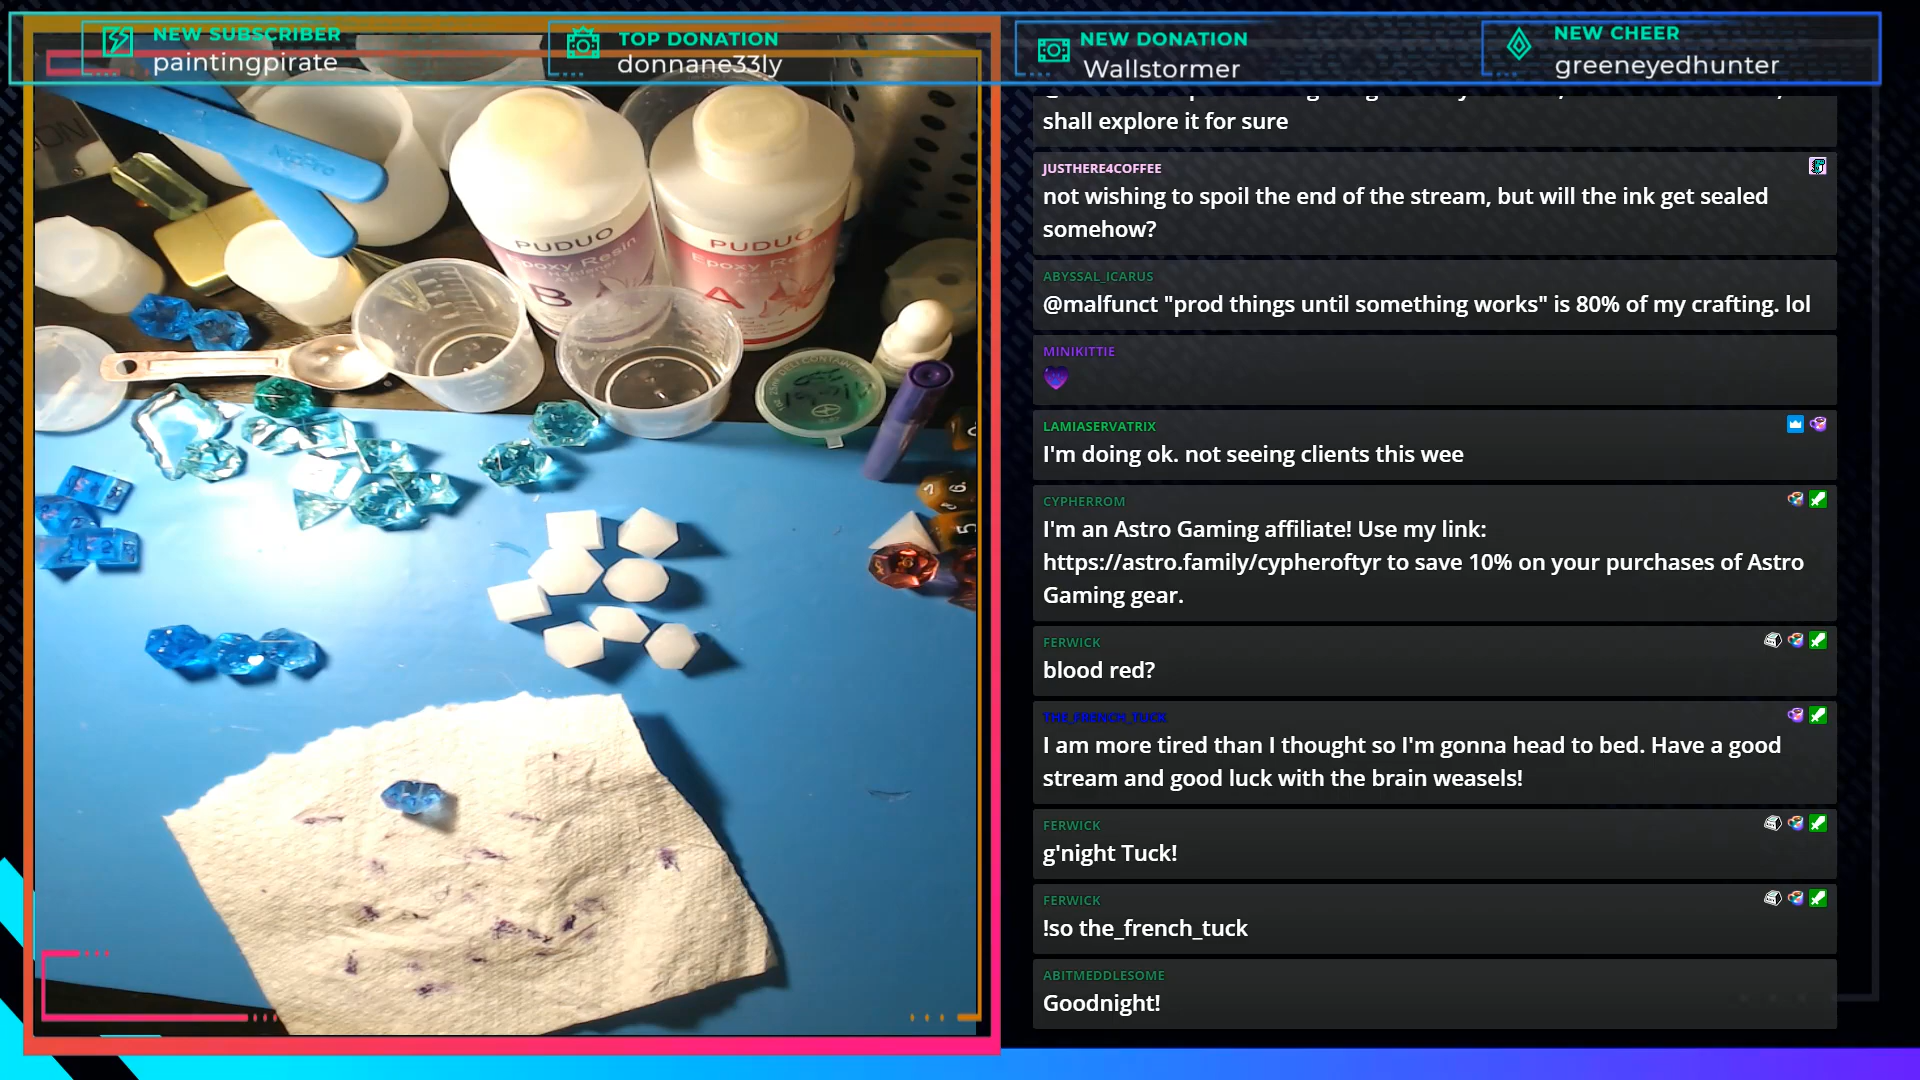 NEW SUBSCRIBER
paintingpirate
TOP DONATION
donnane33ly
NEW DONATION
Wallstormer
NEW CHEER
greeneyedhunter
PUDUO
Epoxy Resin
Hardener
B
PUDUO
Epoxy Resin
Resin
A
shall explore it for sure
JUSTHERE4COFFEE
not wishing to spoil the end of the stream, but will the ink get sealed
somehow?
ABYSSAL_ICARUS
@malfunct "prod things until something works" is 80% of my crafting. lol
MINIKITTIE
LAMIASERVATRIX
I'm doing ok. not seeing clients this wee
CYPHERROM
I'm an Astro Gaming affiliate! Use my link:
https://astro.family/cypheroftyr to save 10% on your purchases of Astro
Gaming gear.
FERWICK
blood red?
THE_FRENCH_TUCK
I am more tired than I thought so I'm gonna head to bed. Have a good
stream and good luck with the brain weasels!
FERWICK
g'night Tuck!
FERWICK
!so the_french_tuck
ABITMEDDLESOME
Goodnight!